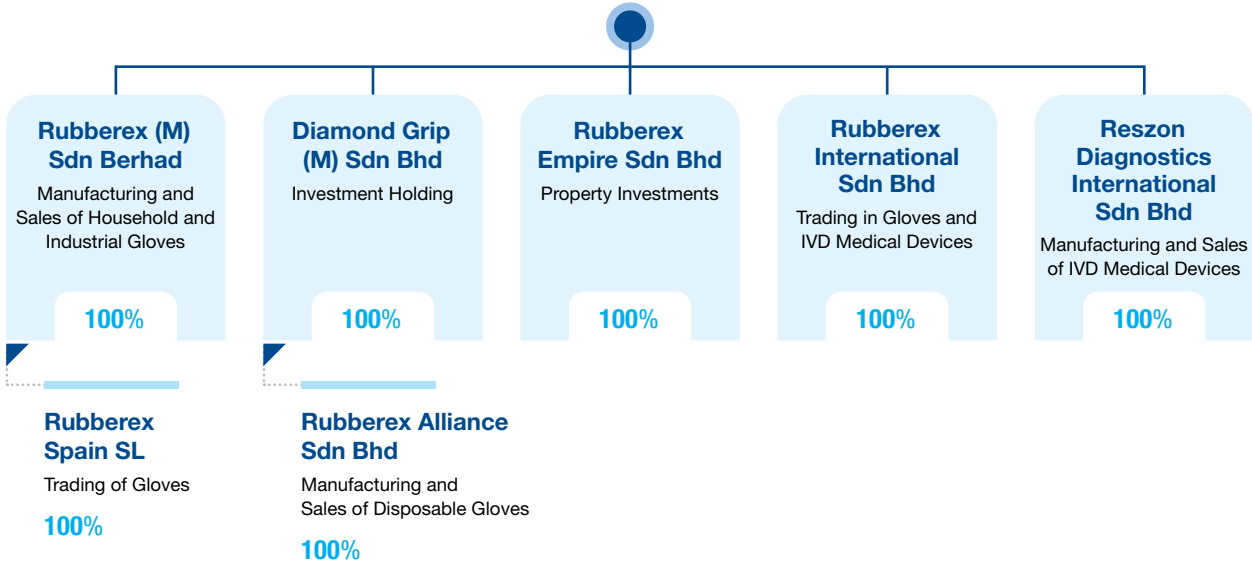 Rubberex (M)
Sdn Berhad
Manufacturing and
Sales of Household and
Industrial Gloves
100%
Diamond Grip
(M) Sdn Bhd
Investment Holding
100%
Rubberex
Empire Sdn Bhd
Property Investments
100%
Rubberex
International
Sdn Bhd
Trading in Gloves and
IVD Medical Devices
100%
Reszon
Diagnostics
International
Sdn Bhd
Manufacturing and Sales
of IVD Medical Devices
100%
Rubberex
Spain SL
Trading of Gloves
100%
Rubberex Alliance
Sdn Bhd
Manufacturing and
Sales of Disposable Gloves
100%